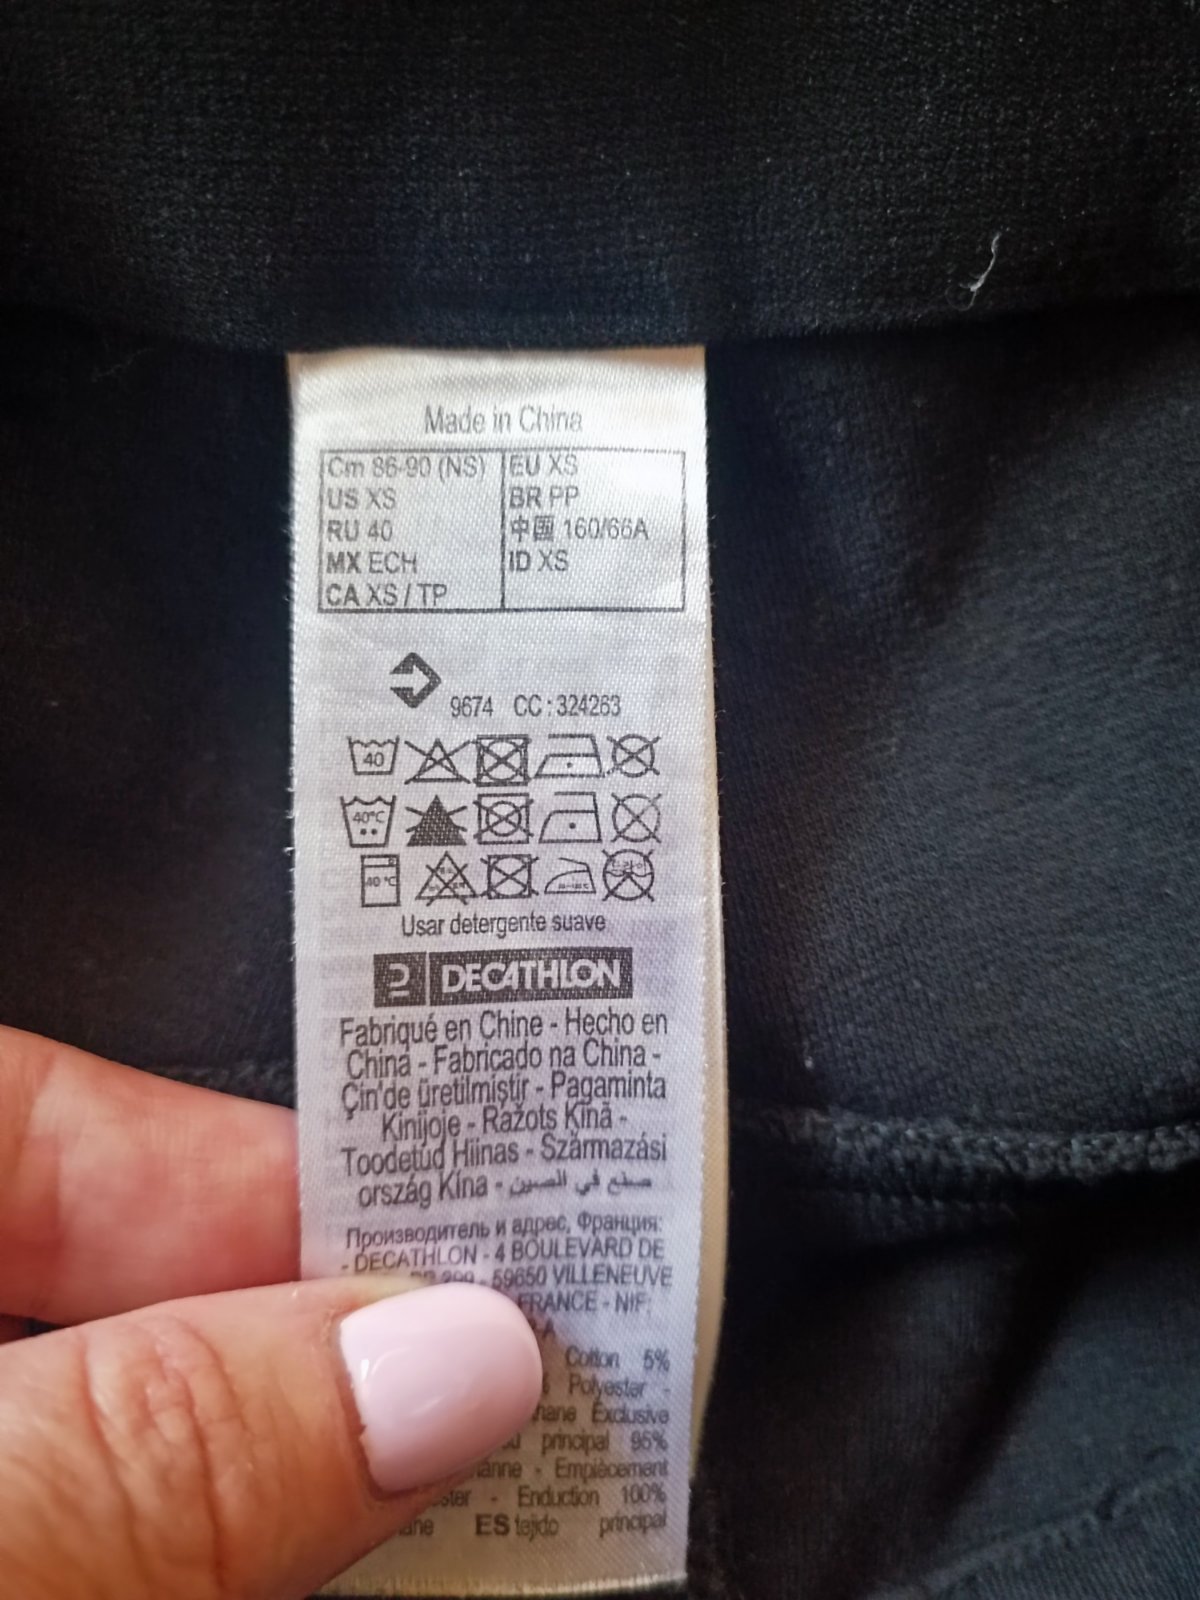 Made in China
Cm 86-90 (NS) EU XS
US XS BR PP
RU 40 中国 160/66A
MX ECH ID XS
CA XS / TP
9674 CC : 324263
40
40°C
40 °C
Usar detergente suave
DECATHLON
Fabriqué en Chine - Hecho en
China - Fabricado na China -
Çin'de üretilmiştir - Pagaminta
Kinijoje - Ražots Ķīnā -
Toodetud Hiinas - Származási
ország Kína - صنع في الصين
Производитель и адрес, Франция:
- DECATHLON - 4 BOULEVARD DE
299 - 59650 VILLENEUVE
FRANCE - NIF:
Cotton 5%
Polyester -
Exclusive
principal 95%
- Empiècement
- Enduction 100%
ES tejido principal